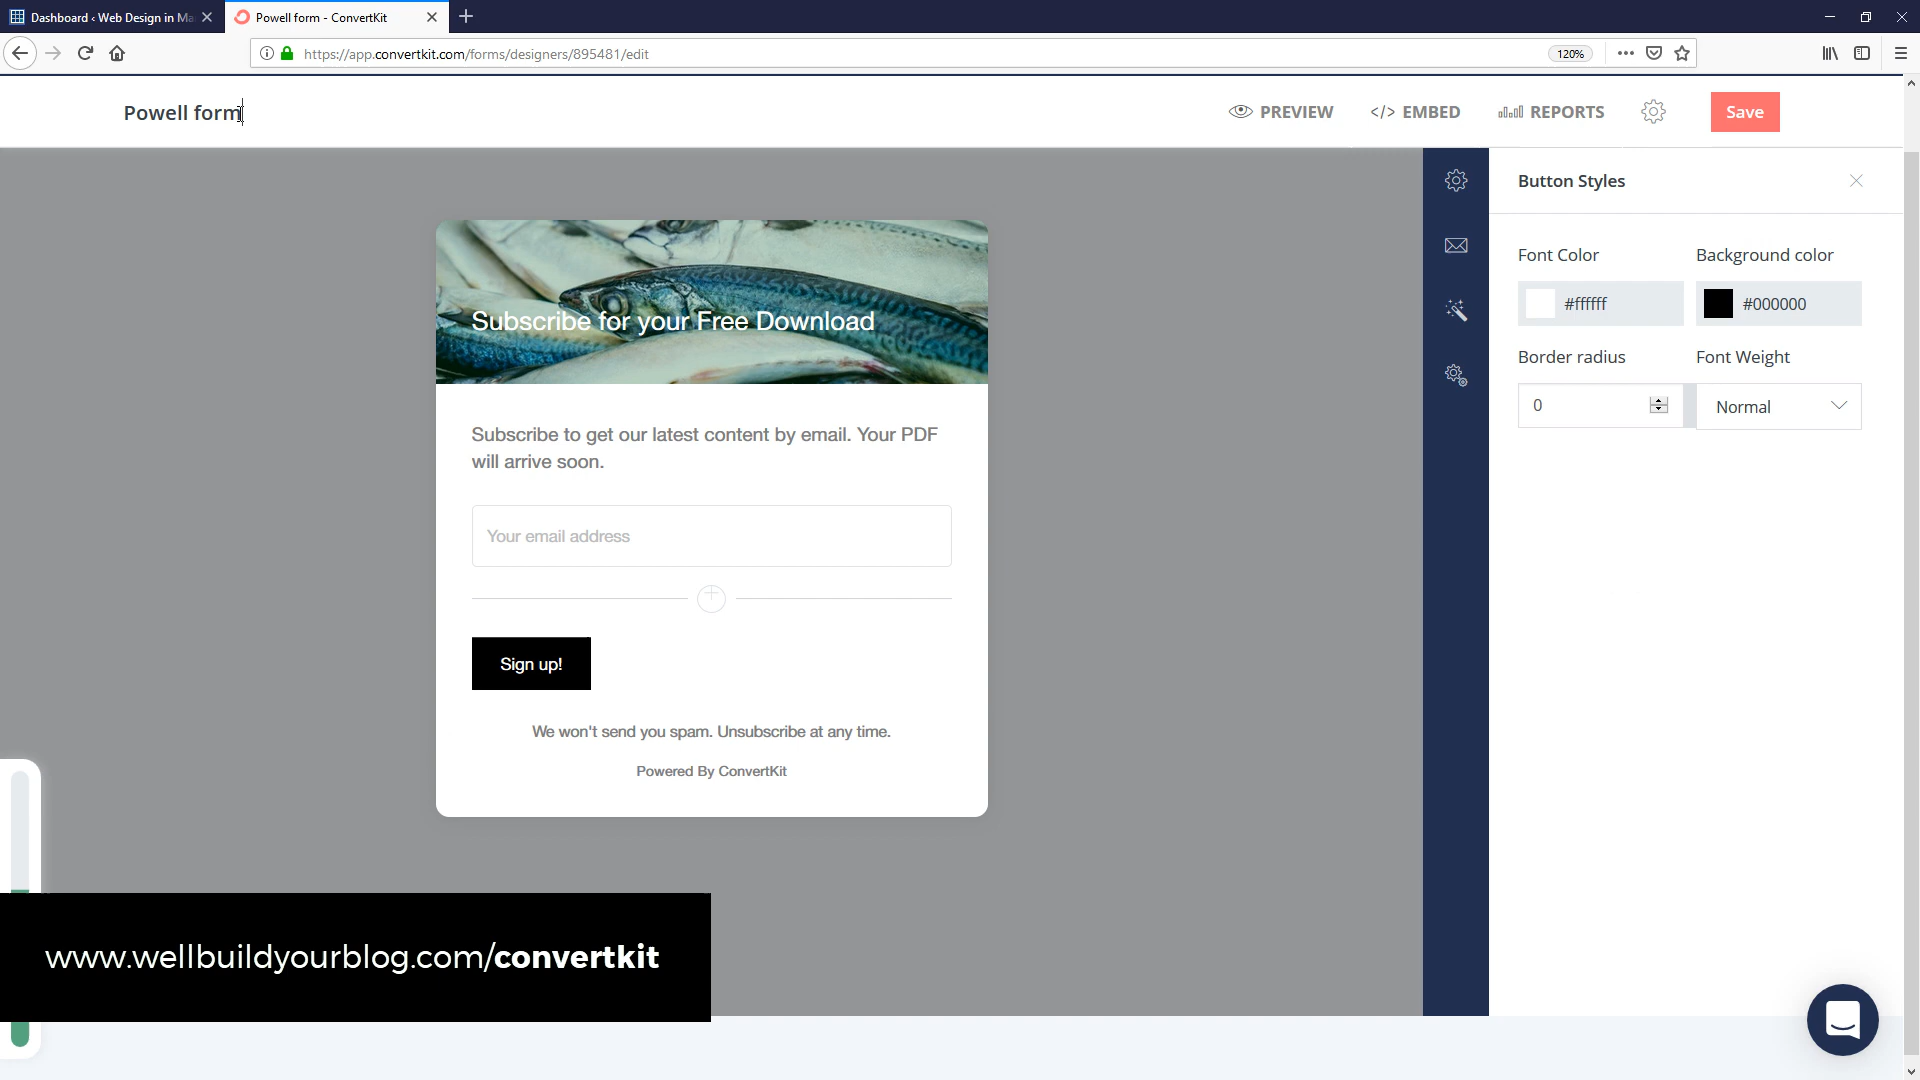 Dashboard ‹ Web Design in Ma
Powell form - ConvertKit
https://app.convertkit.com/forms/designers/895481/edit
120%
Powell form
PREVIEW
</> EMBED
REPORTS
Save
Button Styles
Font Color
Background color
#ffffff
#000000
Border radius
Font Weight
0
Normal
Subscribe for your Free Download
Subscribe to get our latest content by email. Your PDF
will arrive soon.
Your email address
Sign up!
We won't send you spam. Unsubscribe at any time.
Powered By ConvertKit
www.wellbuildyourblog.com/convertkit